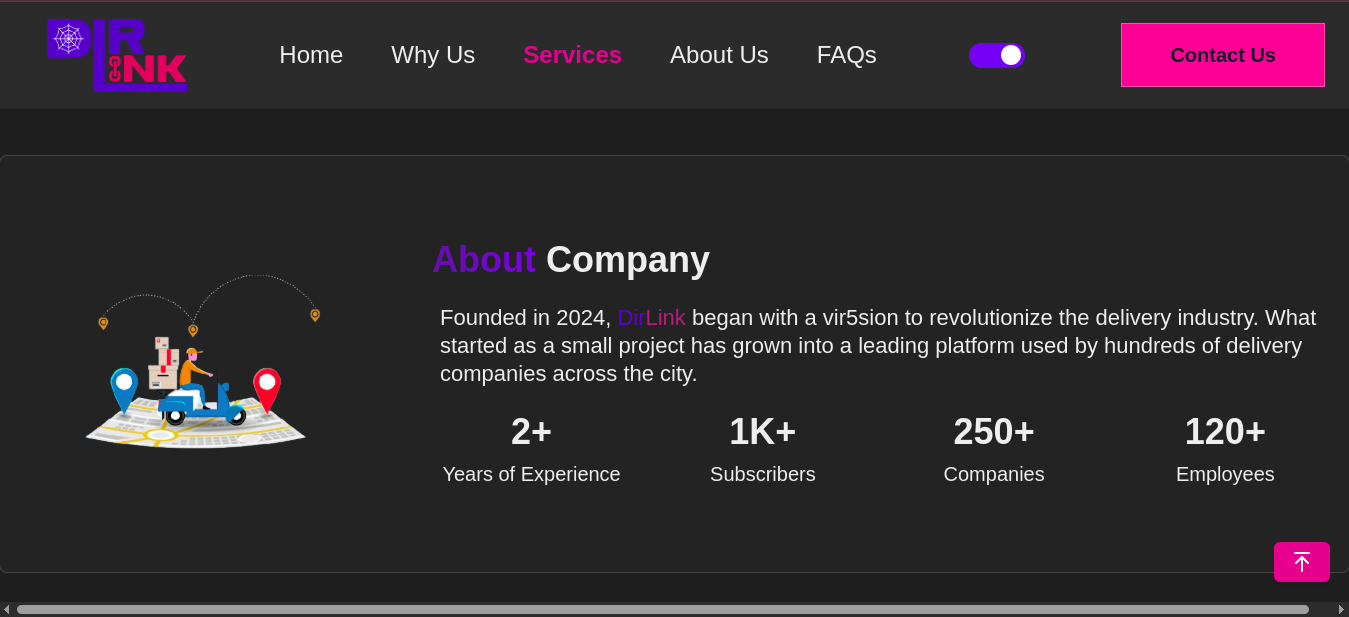 DIR
LINK
Home Why Us Services About Us FAQs Contact Us
About Company
Founded in 2024, DirLink began with a vir5sion to revolutionize the delivery industry. What
started as a small project has grown into a leading platform used by hundreds of delivery
companies across the city.
2+ 1K+ 250+ 120+
Years of Experience Subscribers Companies Employees